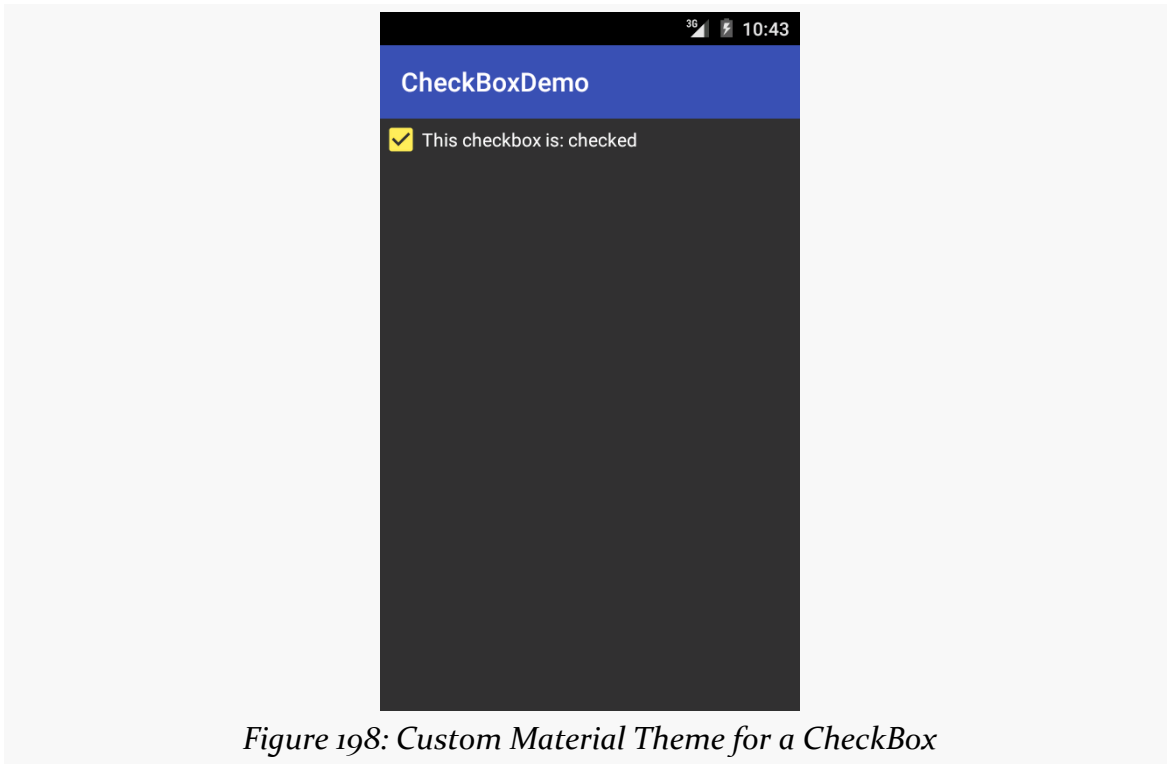 3G 10:43
CheckBoxDemo
This checkbox is: checked
Figure 198: Custom Material Theme for a CheckBox